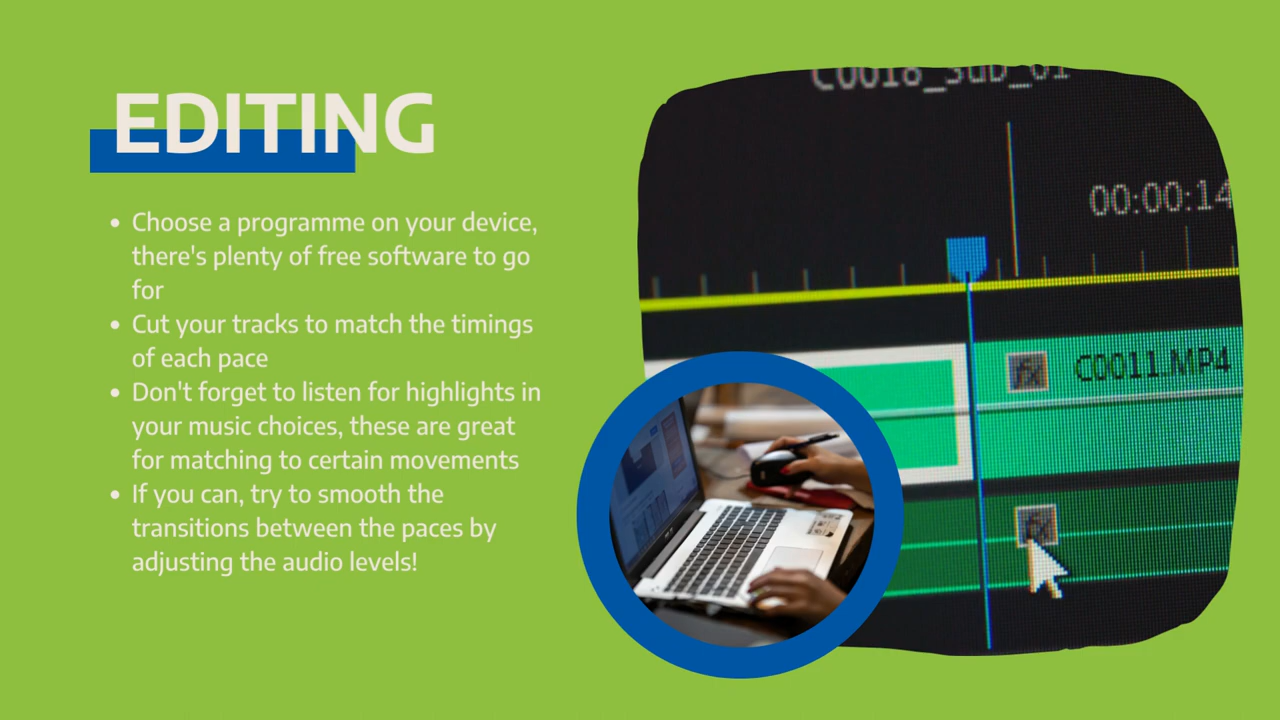 EDITING
• Choose a programme on your device,
there's plenty of free software to go
for
• Cut your tracks to match the timings
of each pace
• Don't forget to listen for highlights in
your music choices, these are great
for matching to certain movements
• If you can, try to smooth the
transitions between the paces by
adjusting the audio levels!
C0018_Sub_01
00:00:14
fx C0011.MP4
fx